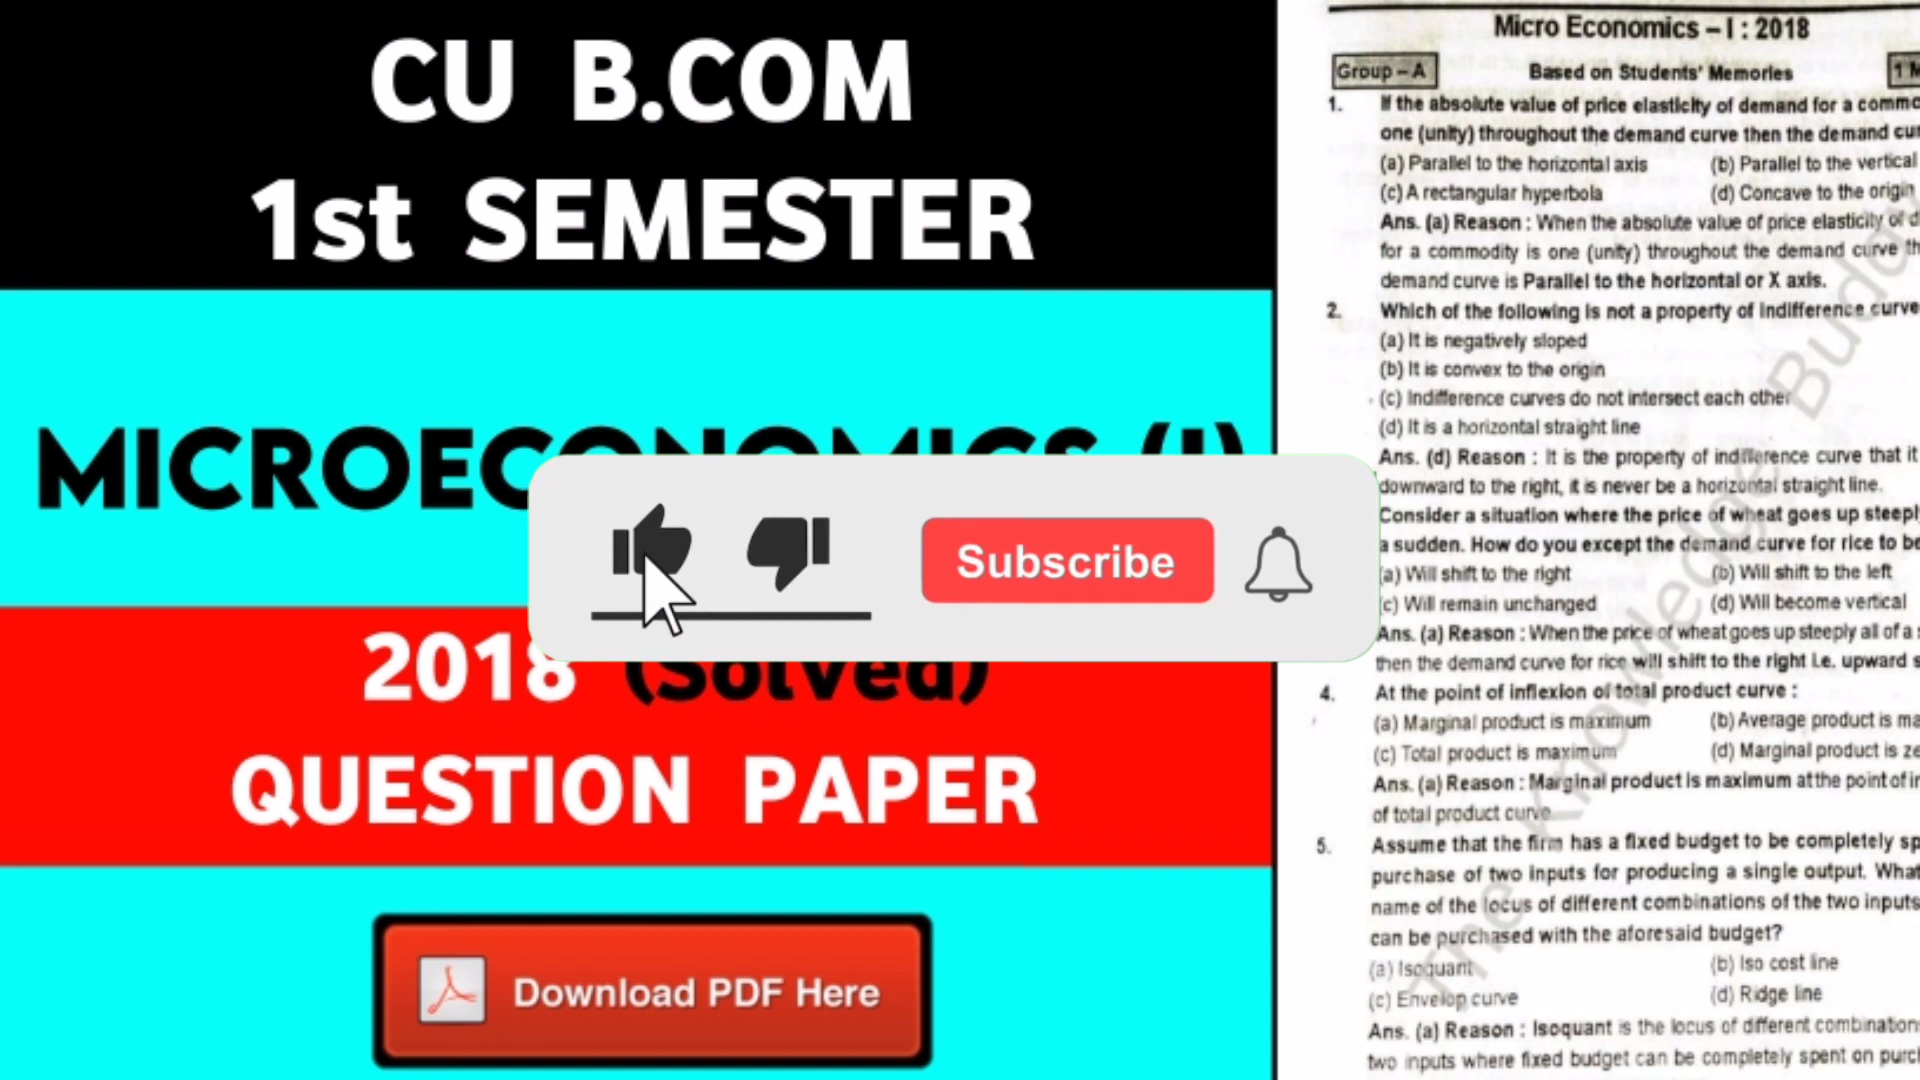 CU B.COM
1st SEMESTER
2018 (Solved)
QUESTION PAPER
Download PDF Here
Subscribe
Micro Economics – I : 2018
Group – A Based on Students' Memories 1
1. If the absolute value of price elasticity of demand for a
one (unity) throughout the demand curve then the demand
(a) Parallel to the horizontal axis (b) Parallel to the vertical
(c) A rectangular hyperbola (d) Concave to the origin
Ans. (a) Reason : When the absolute value of price elasticity of
for a commodity is one (unity) throughout the demand curve
demand curve is Parallel to the horizontal or X axis.
2. Which of the following is not a property of indifference curve
(a) It is negatively sloped
(b) It is convex to the origin
(c) Indifference curves do not intersect each other
(d) It is a horizontal straight line
Ans. (d) Reason : It is the property of indifference curve that it
downward to the right, it is never be a horizontal straight line.
Consider a situation where the price of wheat goes up
a sudden. How do you except the demand curve for rice to be
a) Will shift to the right (b) Will shift to the left
c) Will remain unchanged (d) Will become vertical
Ans. (a) Reason : When the price of wheat goes up steeply all of a
then the demand curve for rice will shift to the right i.e. upward
4. At the point of inflexion of total product curve :
(a) Marginal product is maximum (b) Average product is
(c) Total product is maximum (d) Marginal product is
Ans. (a) Reason : Marginal product is maximum at the point of
of total product curve
5. Assume that the firm has a fixed budget to be completely
purchase of two inputs for producing a single output. What
name of the locus of different combinations of the two inputs
can be purchased with the aforesaid budget?
(a) Isoquant (b) Iso cost line
(c) Envelop curve (d) Ridge line
Ans. (a) Reason : Isoquant is the locus of different
two inputs where fixed budget can be completely spent on
The Knowledge